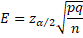 E = z_{α/2} √(pq/n)